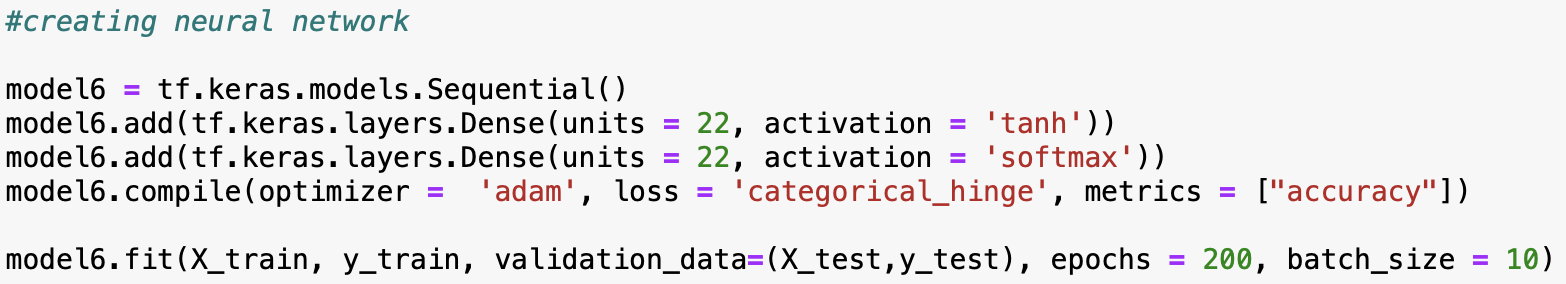 #creating neural network
model6 = tf.keras.models.Sequential()
model6.add(tf.keras.layers.Dense(units = 22, activation = 'tanh'))
model6.add(tf.keras.layers.Dense(units = 22, activation = 'softmax'))
model6.compile(optimizer =  'adam', loss = 'categorical_hinge', metrics = ["accuracy"])
model6.fit(X_train, y_train, validation_data=(X_test,y_test), epochs = 200, batch_size = 10)